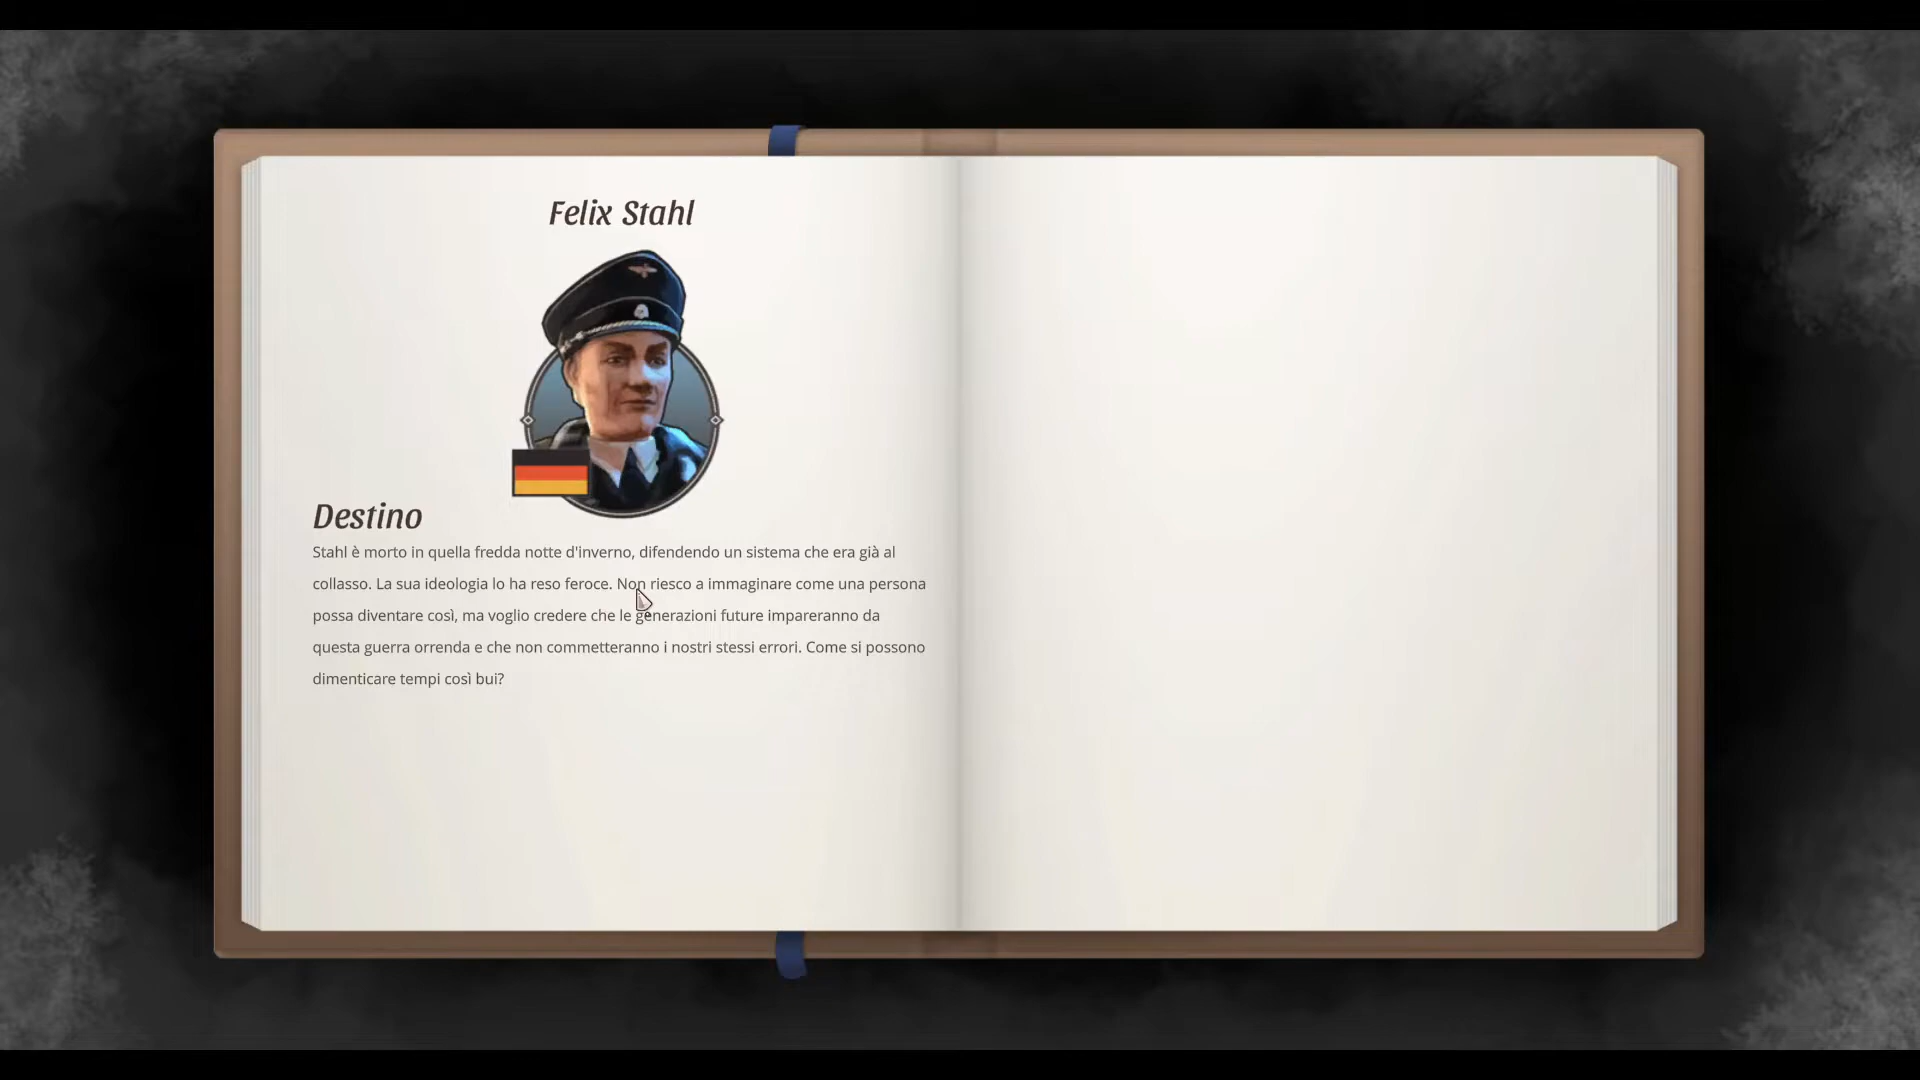 Felix Stahl
Destino
Stahl è morto in quella fredda notte d'inverno, difendendo un sistema che era già al
collasso. La sua ideologia lo ha reso feroce. Non riesco a immaginare come una persona
possa diventare così, ma voglio credere che le generazioni future impareranno da
questa guerra orrenda e che non commetteranno i nostri stessi errori. Come si possono
dimenticare tempi così bui?